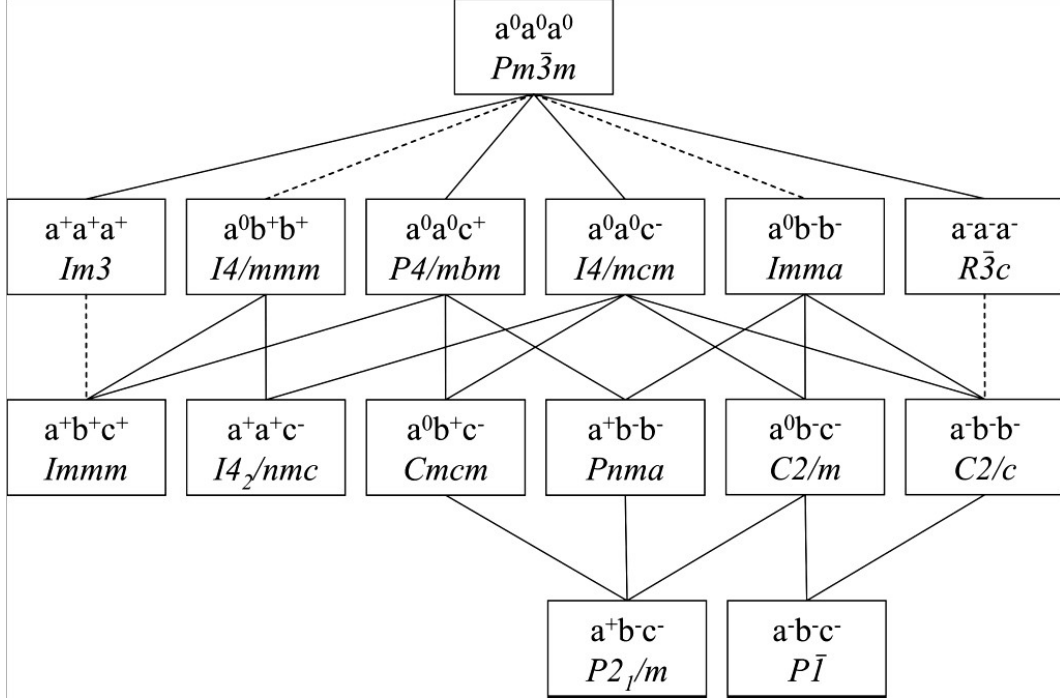 a⁰a⁰a⁰
Pm3̄m
a⁺a⁺a⁺
Im3
a⁰b⁺b⁺
I4/mmm
a⁰a⁰c⁺
P4/mbm
a⁰a⁰c⁻
I4/mcm
a⁰b⁻b⁻
Imma
a⁻a⁻a⁻
R3̄c
a⁺b⁺c⁺
Immm
a⁺a⁺c⁻
I4₂/nmc
a⁰b⁺c⁻
Cmcm
a⁺b⁻b⁻
Pnma
a⁰b⁻c⁻
C2/m
a⁻b⁻b⁻
C2/c
a⁺b⁻c⁻
P2₁/m
a⁻b⁻c⁻
P1̄